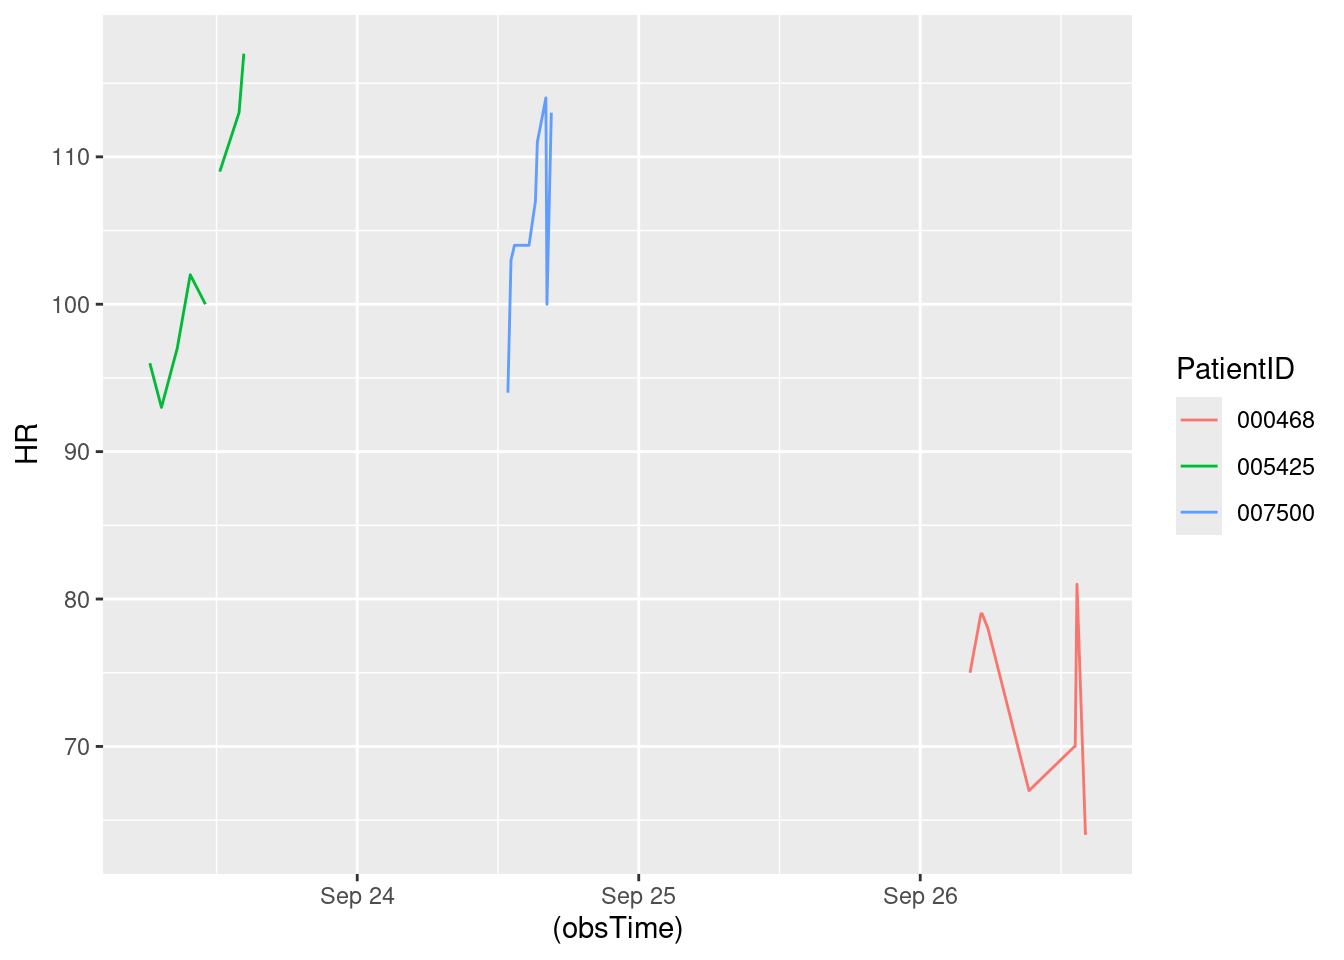 110
100
90
80
70
HR
Sep 24
Sep 25
Sep 26
(obsTime)
PatientID
000468
005425
007500